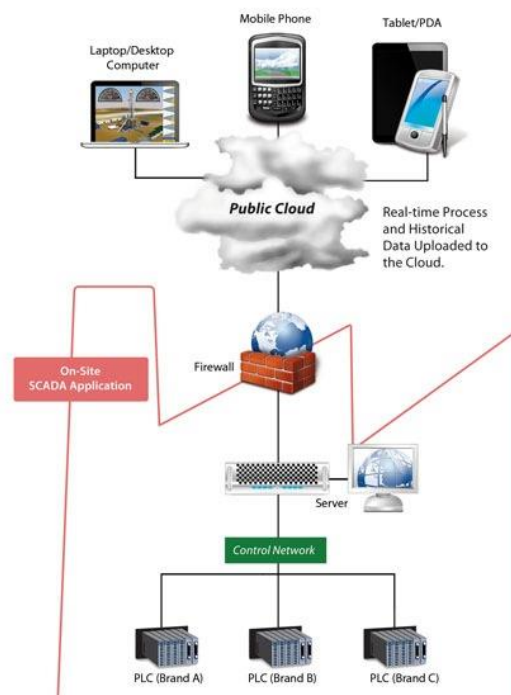 Mobile Phone
Tablet/PDA
Laptop/Desktop
Computer
Public Cloud
Real-time Process
and Historical
Data Uploaded to
the Cloud.
On-Site
SCADA Application
Firewall
Server
Control Network
PLC (Brand A)
PLC (Brand B)
PLC (Brand C)